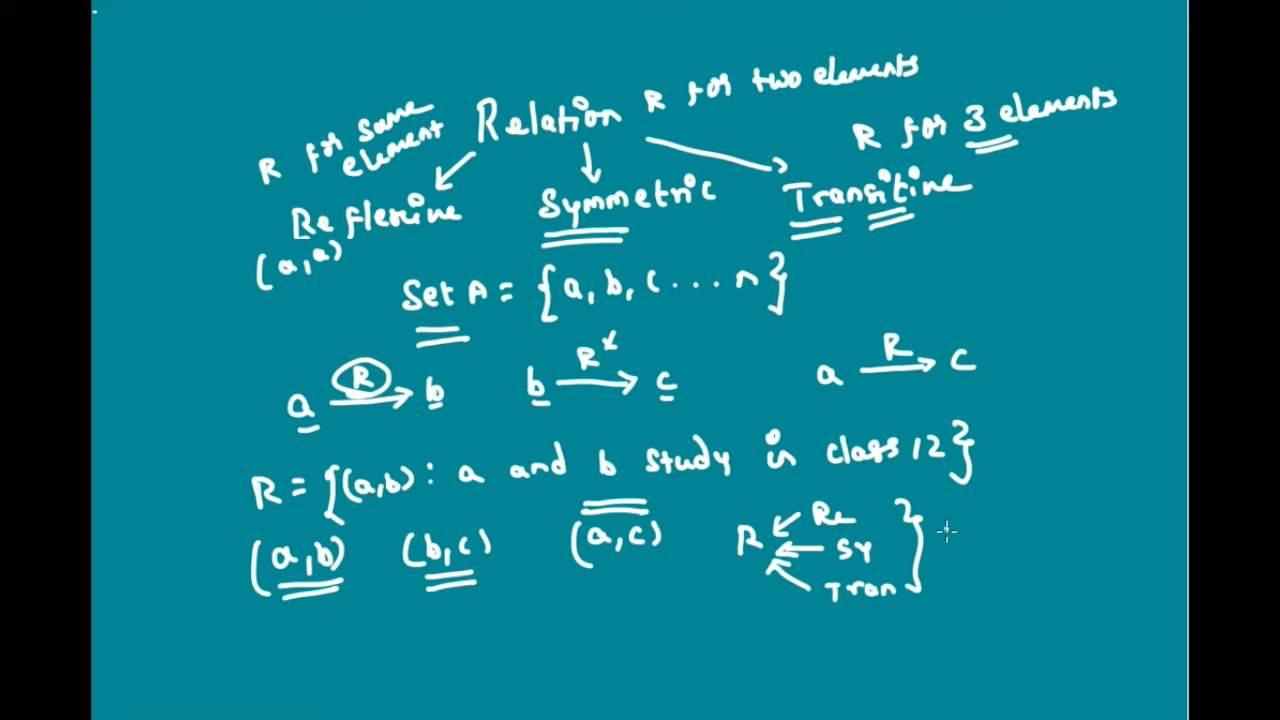 R for same element
Relation
R for two elements
R for 3 elements
Reflexive
Symmetric
Transitive
(a,a)
Set A = {a, b, c ... n}
a R b
b R c
a R c
R = {(a,b) : a and b study in class 12}
(a,b) (b,c) (a,c)
R
Re
Sy
Tran }